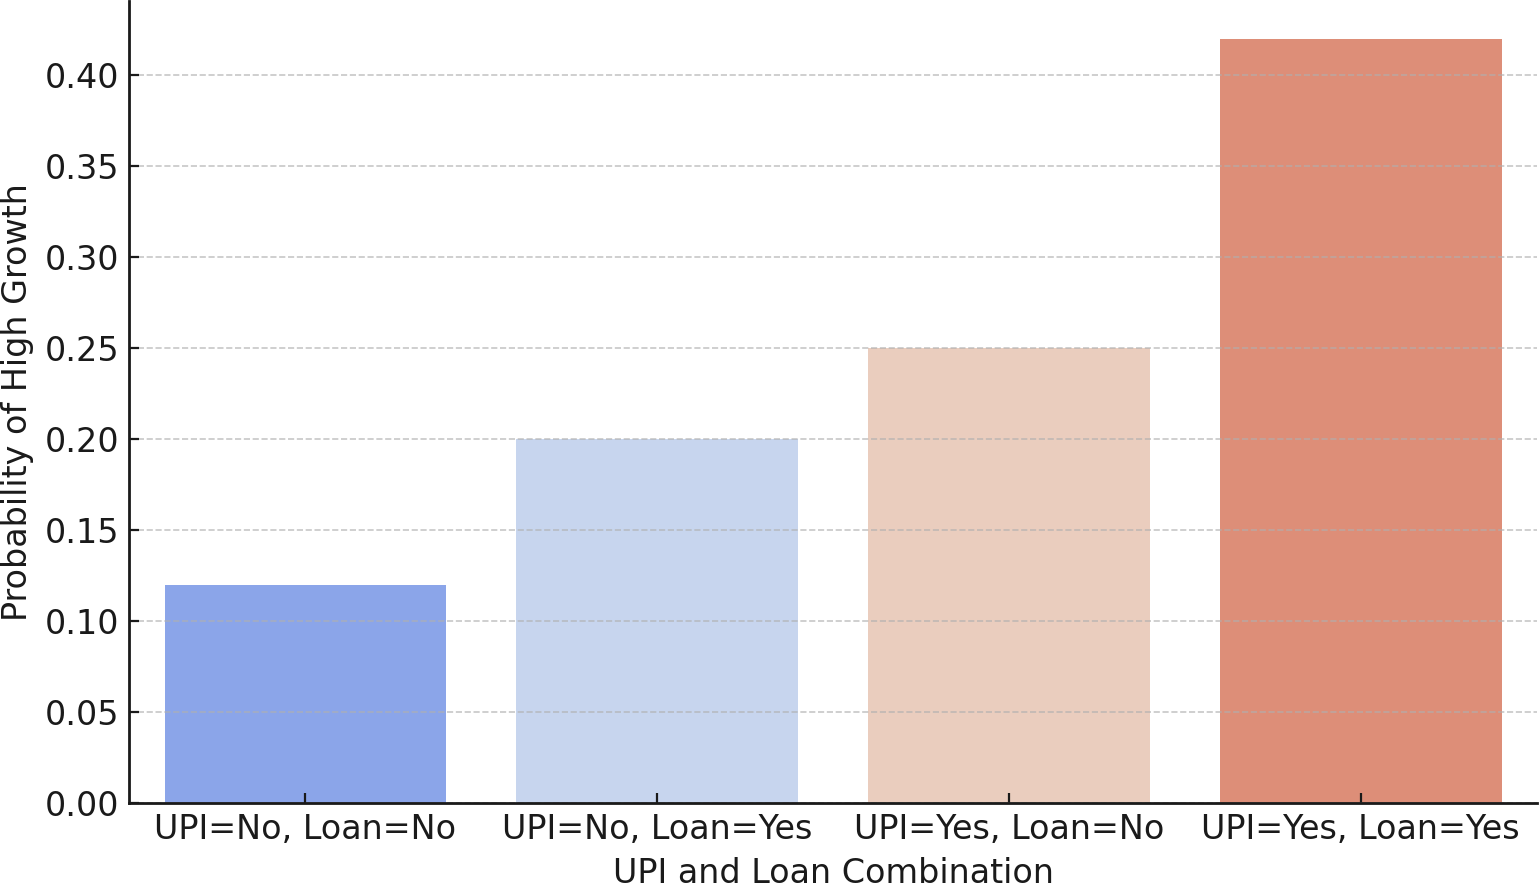 Probability of High Growth
0.40
0.35
0.30
0.25
0.20
0.15
0.10
0.05
0.00
UPI=No, Loan=No
UPI=No, Loan=Yes
UPI=Yes, Loan=No
UPI=Yes, Loan=Yes
UPI and Loan Combination